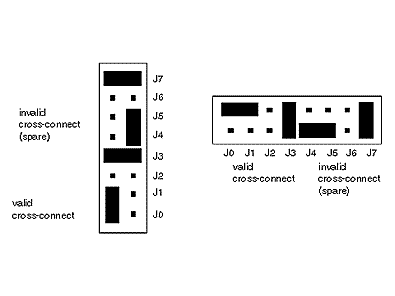 J7
J6
invalid
cross-connect
(spare)
J5
J4
J3
J2
valid
cross-connect
J1
J0
J0 J1 J2 J3 J4 J5 J6 J7
valid
cross-connect
invalid
cross-connect
(spare)